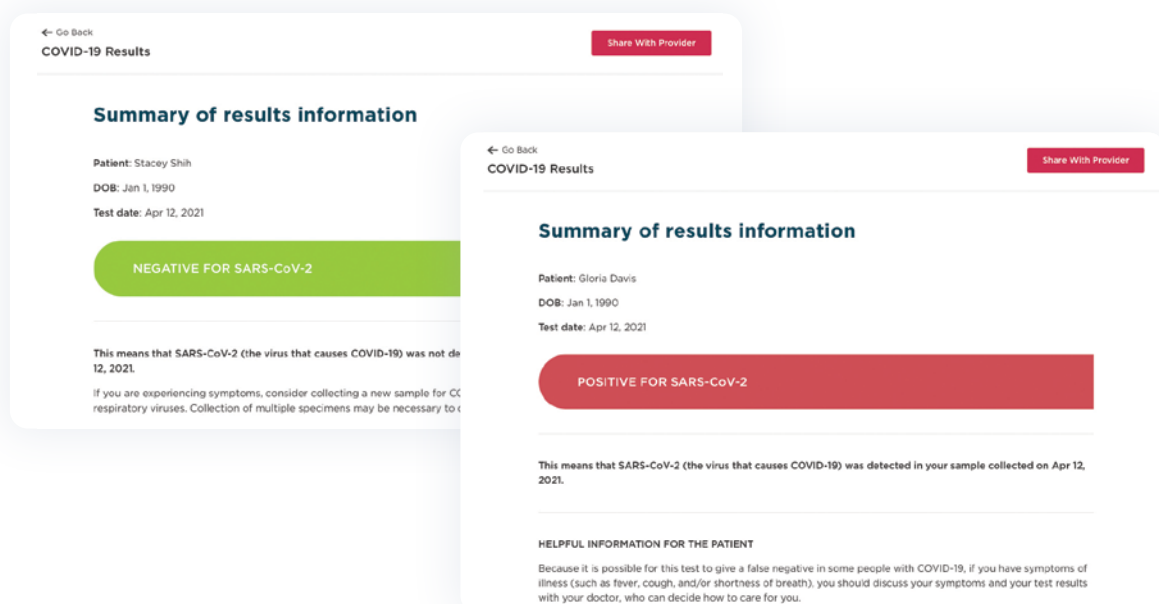 Go Back
COVID-19 Results
Share With Provider
Summary of results information
Patient: Stacey Shih
DOB: Jan 1, 1990
Test date: Apr 12, 2021
NEGATIVE FOR SARS-CoV-2
This means that SARS-CoV-2 (the virus that causes COVID-19) was not
12, 2021.
If you are experiencing symptoms, consider collecting a new sample for
respiratory viruses. Collection of multiple specimens may be necessary to
Go Back
COVID-19 Results
Share With Provider
Summary of results information
Patient: Gloria Davis
DOB: Jan 1, 1990
Test date: Apr 12, 2021
POSITIVE FOR SARS-CoV-2
This means that SARS-CoV-2 (the virus that causes COVID-19) was detected in your sample collected on Apr 12,
2021.
HELPFUL INFORMATION FOR THE PATIENT
Because it is possible for this test to give a false negative in some people with COVID-19, if you have symptoms of
illness (such as fever, cough, and/or shortness of breath), you should discuss your symptoms and your test results
with your doctor, who can decide how to care for you.